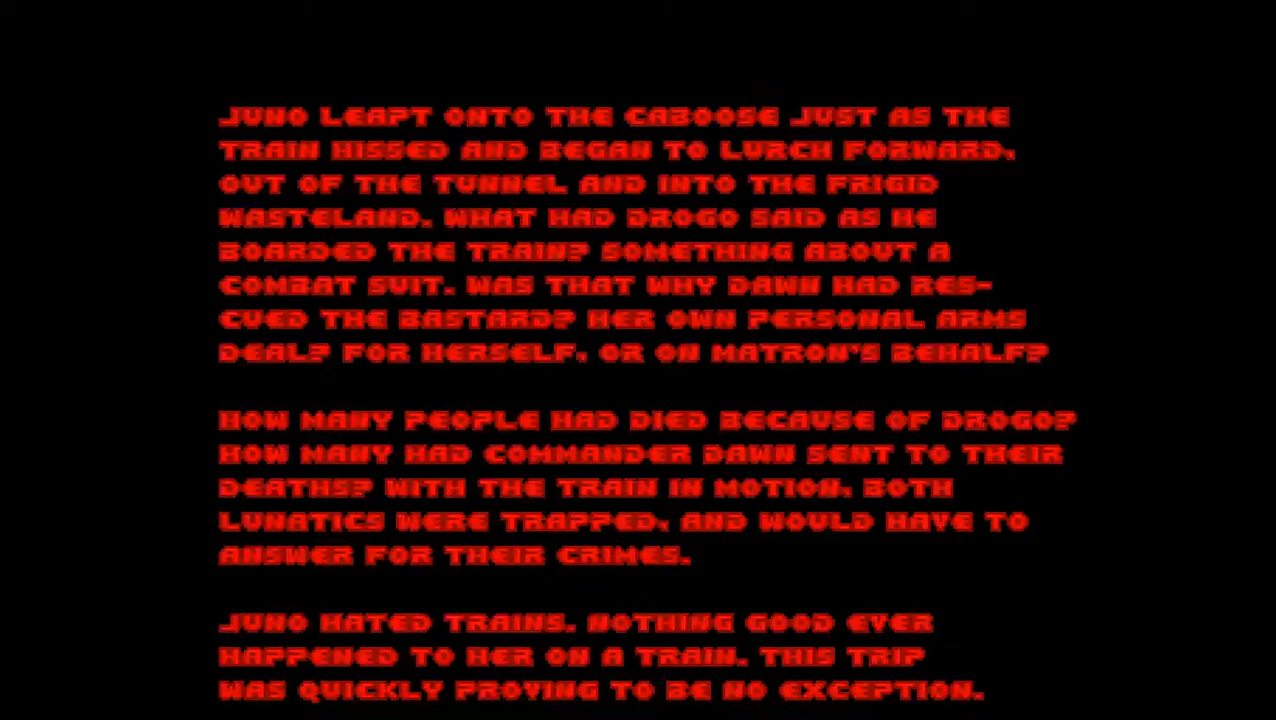 JUNO LEAPT ONTO THE CABOOSE JUST AS THE
TRAIN HISSED AND BEGAN TO LURCH FORWARD,
OUT OF THE TUNNEL AND INTO THE FRIGID
WASTELAND. WHAT HAD DROGO SAID AS HE
BOARDED THE TRAIN? SOMETHING ABOUT A
COMBAT SUIT. WAS THAT WHY DAWN HAD RES-
CUED THE BASTARD? HER OWN PERSONAL ARMS
DEAL? FOR HERSELF, OR ON MATRON'S BEHALF?
HOW MANY PEOPLE HAD DIED BECAUSE OF DROGO?
HOW MANY HAD COMMANDER DAWN SENT TO THEIR
DEATHS? WITH THE TRAIN IN MOTION, BOTH
LUNATICS WERE TRAPPED, AND WOULD HAVE TO
ANSWER FOR THEIR CRIMES.
JUNO HATED TRAINS. NOTHING GOOD EVER
HAPPENED TO HER ON A TRAIN. THIS TRIP
WAS QUICKLY PROVING TO BE NO EXCEPTION.